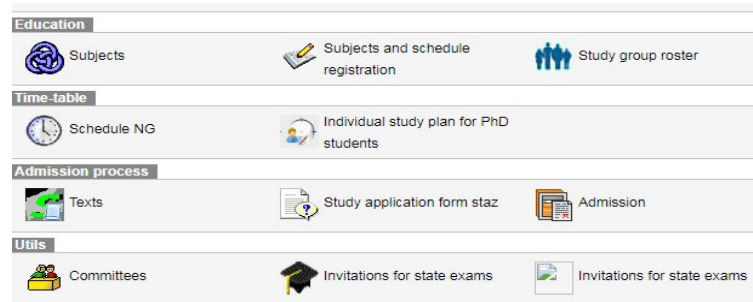 Education
Subjects
Subjects and schedule
registration
Study group roster
Time-table
Schedule NG
Individual study plan for PhD
students
Admission process
Texts
Study application form staz
Admission
Utils
Committees
Invitations for state exams
Invitations for state exams